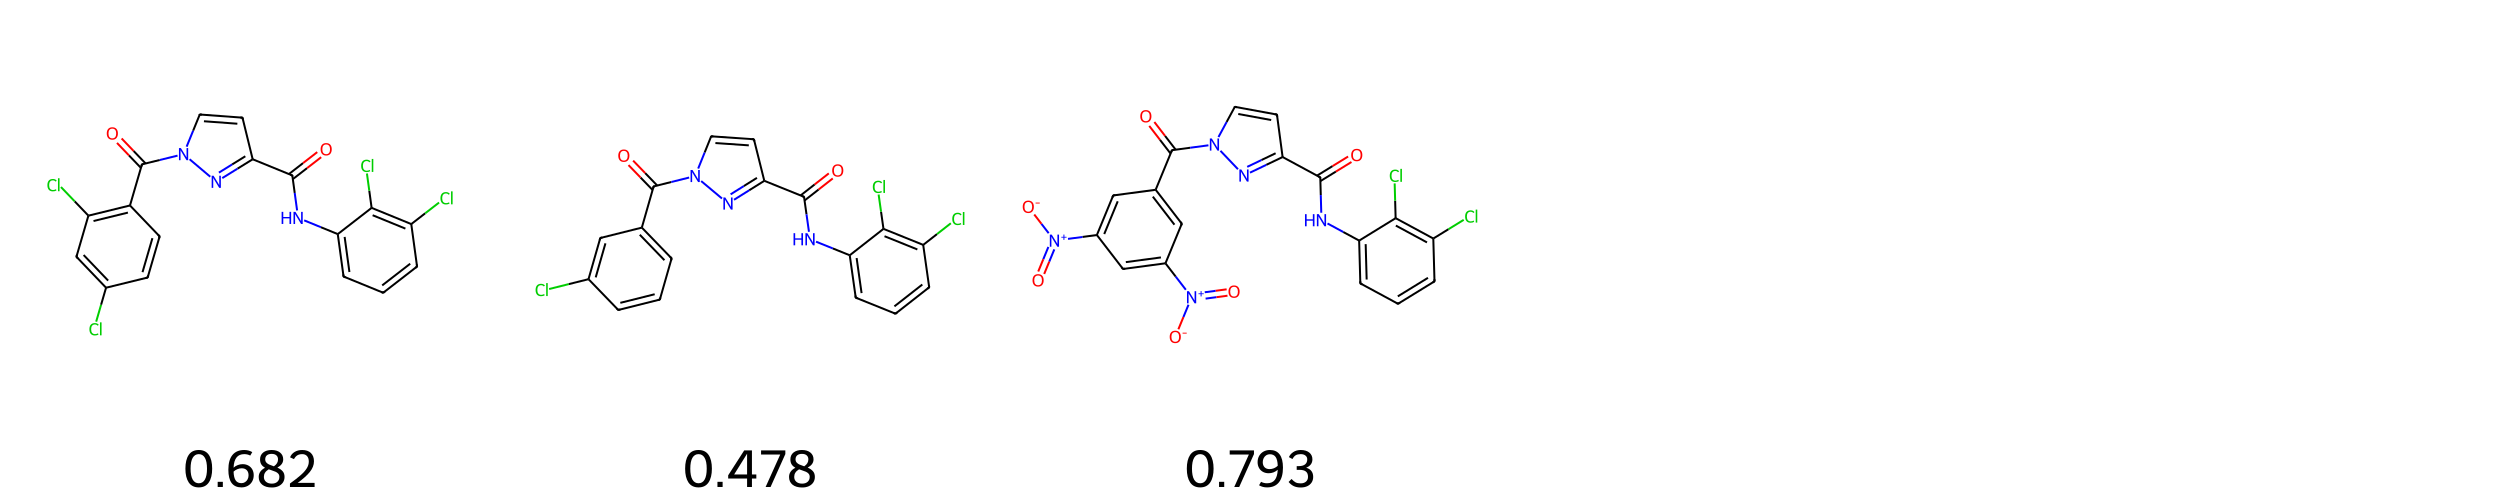 O N N O Cl Cl HN Cl Cl
O N N O Cl Cl HN Cl
O N N O Cl Cl HN O⁻ N⁺ O N⁺ O O⁻
0.682 0.478 0.793